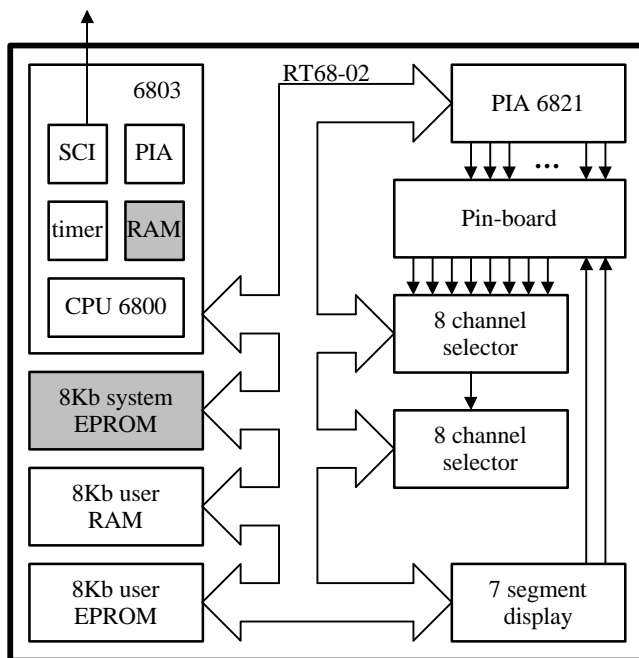 6803
SCI
PIA
timer
RAM
CPU 6800
8Kb system
EPROM
8Kb user
RAM
8Kb user
EPROM
RT68-02
PIA 6821
...
Pin-board
8 channel
selector
8 channel
selector
7 segment
display